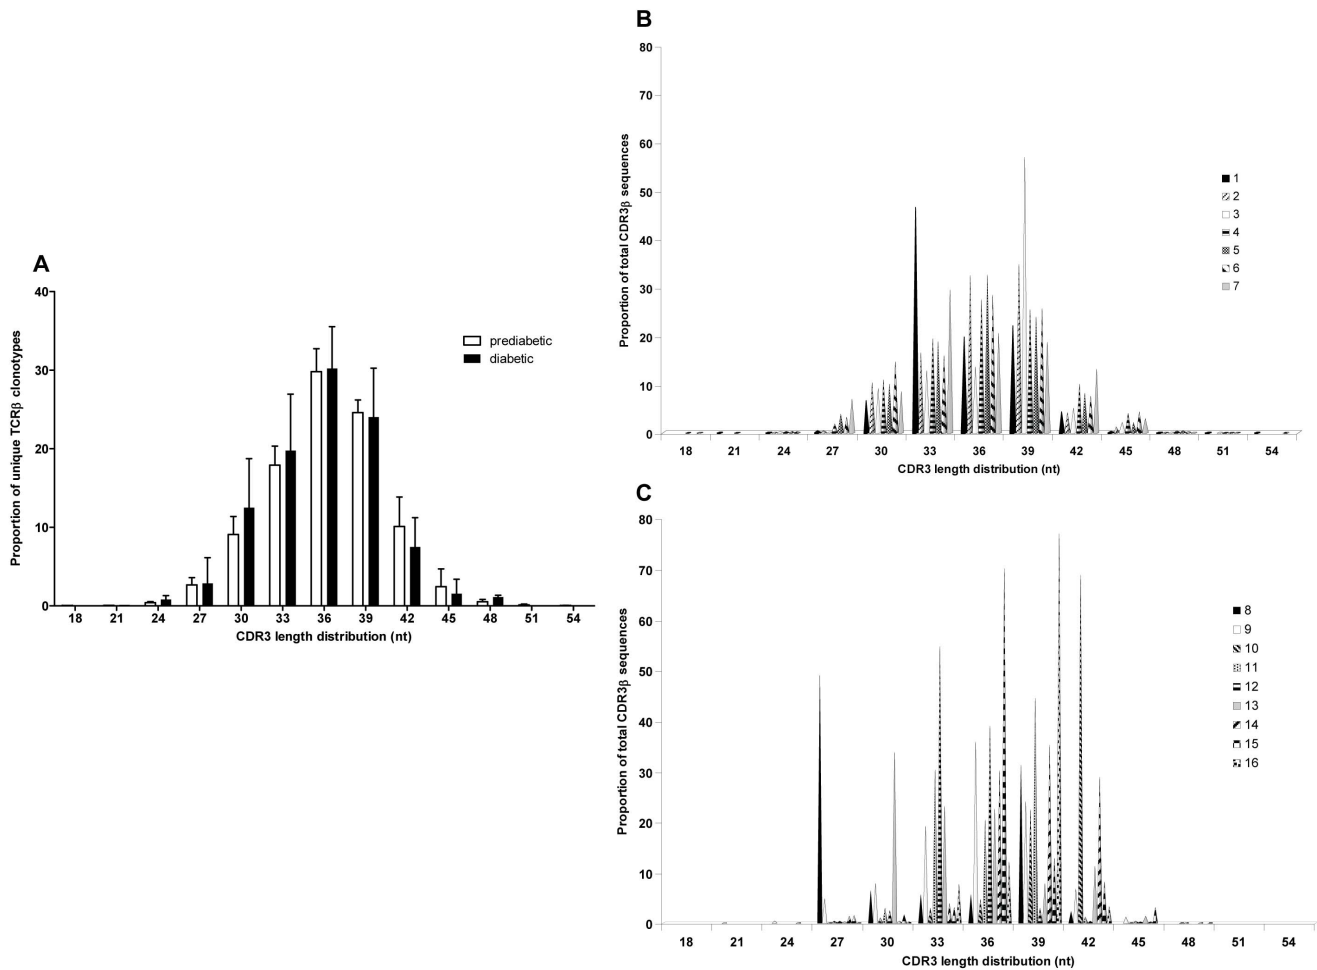 A
Proportion of unique TCRβ clonotypes
40
30
20
10
0
prediabetic
diabetic
18 21 24 27 30 33 36 39 42 45 48 51 54
CDR3 length distribution (nt)
B
Proportion of total CDR3β sequences
80
70
60
50
40
30
20
10
0
1
2
3
4
5
6
7
18 21 24 27 30 33 36 39 42 45 48 51 54
CDR3 length distribution (nt)
C
Proportion of total CDR3β sequences
80
70
60
50
40
30
20
10
0
8
9
10
11
12
13
14
15
16
18 21 24 27 30 33 36 39 42 45 48 51 54
CDR3 length distribution (nt)